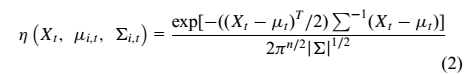 η (X_t, μ_{i,t}, Σ_{i,t}) = exp[−((X_t − μ_t)^T/2) ∑^{−1}(X_t − μ_t)] / 2π^{n/2}|Σ|^{1/2}
(2)